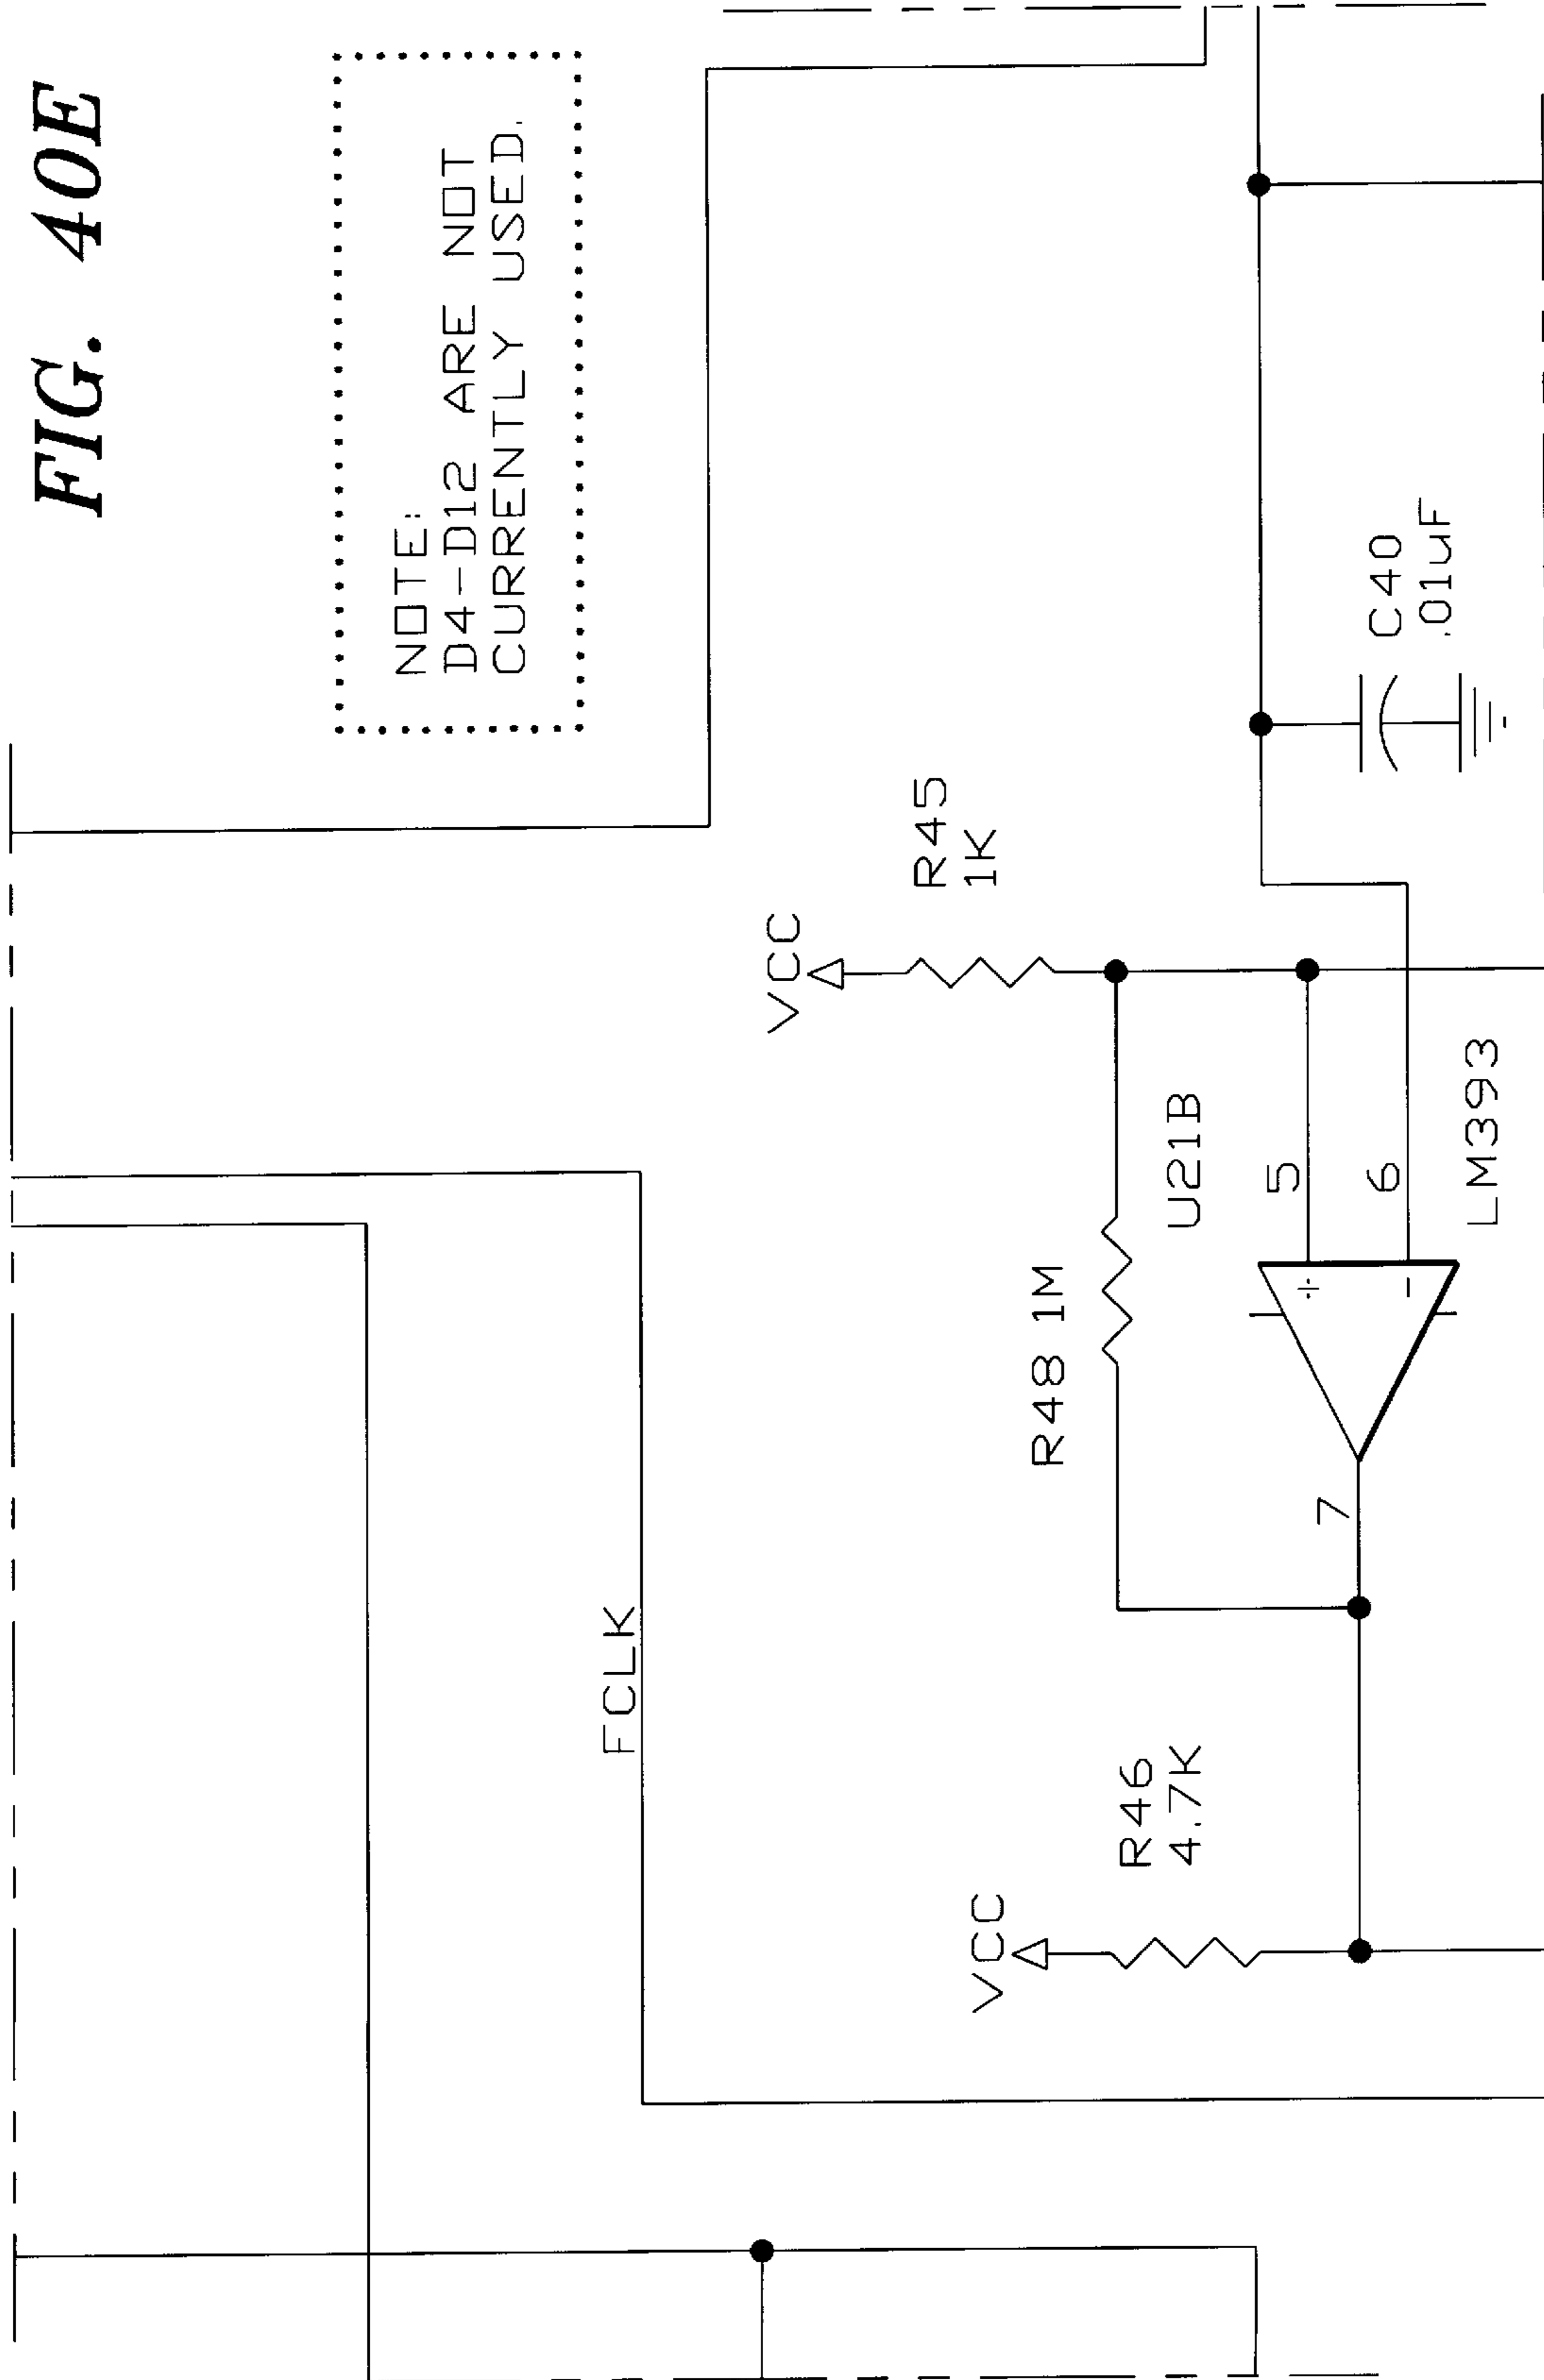 FIG. 40E
NOTE:
D4-D12 ARE NOT
CURRENTLY USED.
FCLK
VCC
R45
1K
VCC
R48 1M
R46
4.7K
U21B
5
6
7
+
-
LM393
C40
.01uF